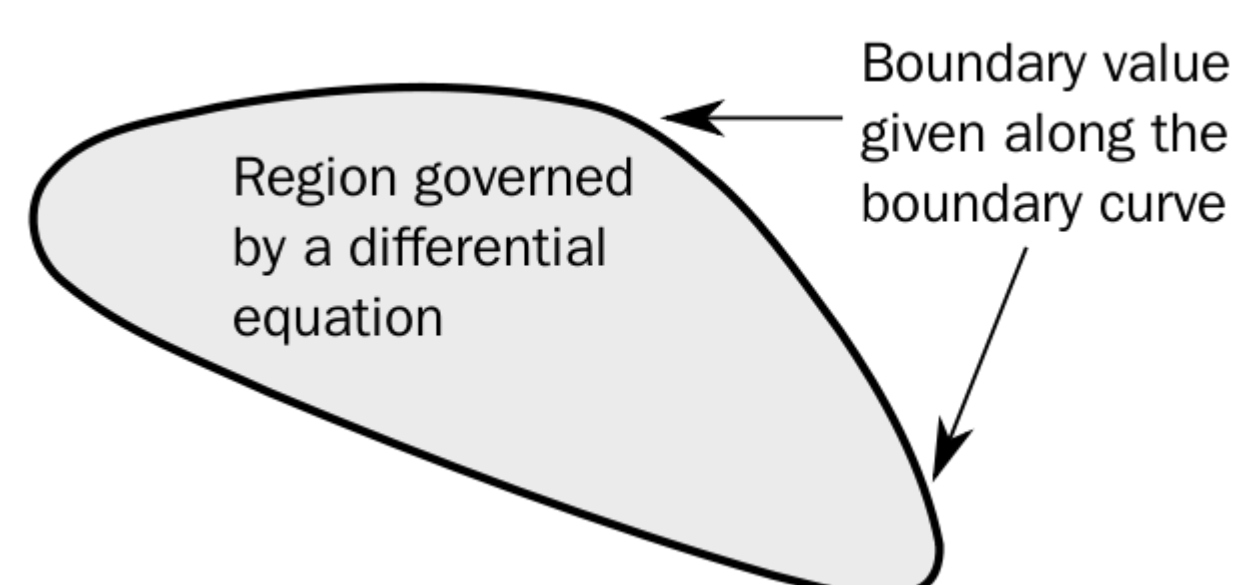 Boundary value
given along the
boundary curve
Region governed
by a differential
equation